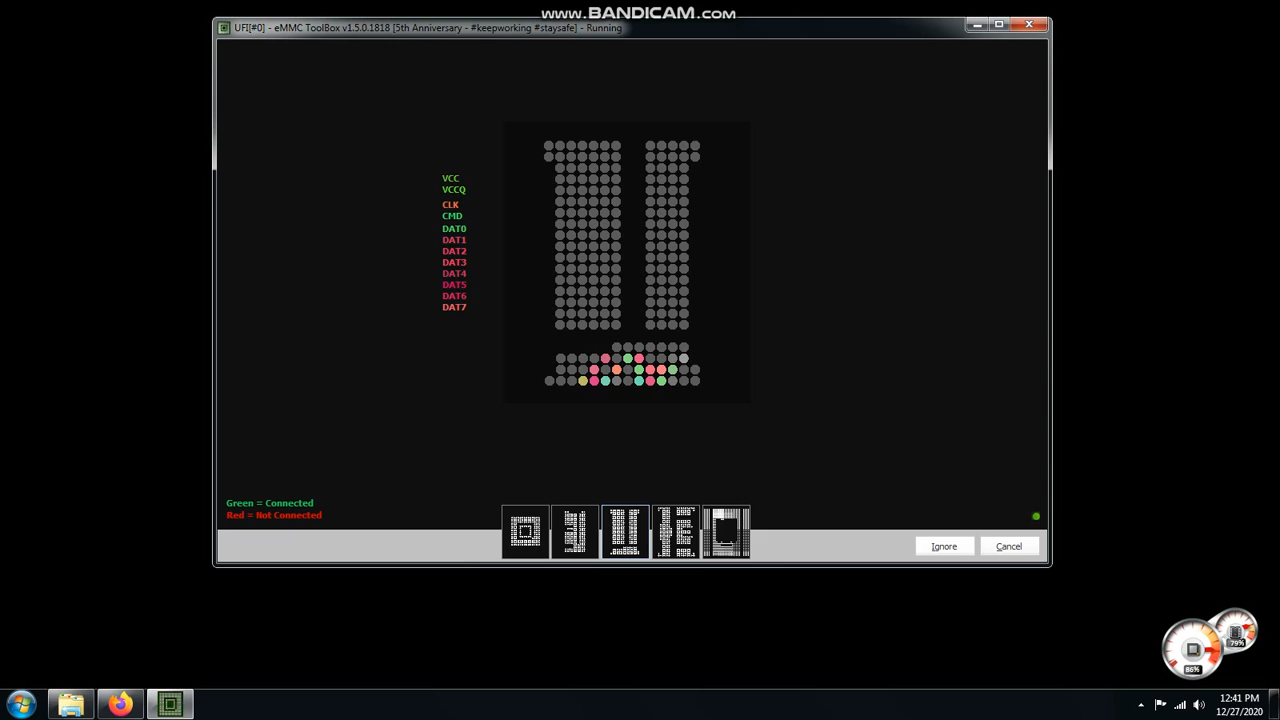 www.BANDICAM.com
UFI[#0] - eMMC ToolBox v1.5.0.1818 [5th Anniversary - #keepworking #staysafe] - Running
VCC
VCCQ
CLK
CMD
DAT0
DAT1
DAT2
DAT3
DAT4
DAT5
DAT6
DAT7
Green = Connected
Red = Not Connected
Ignore
Cancel
79%
86%
12:41 PM
12/27/2020